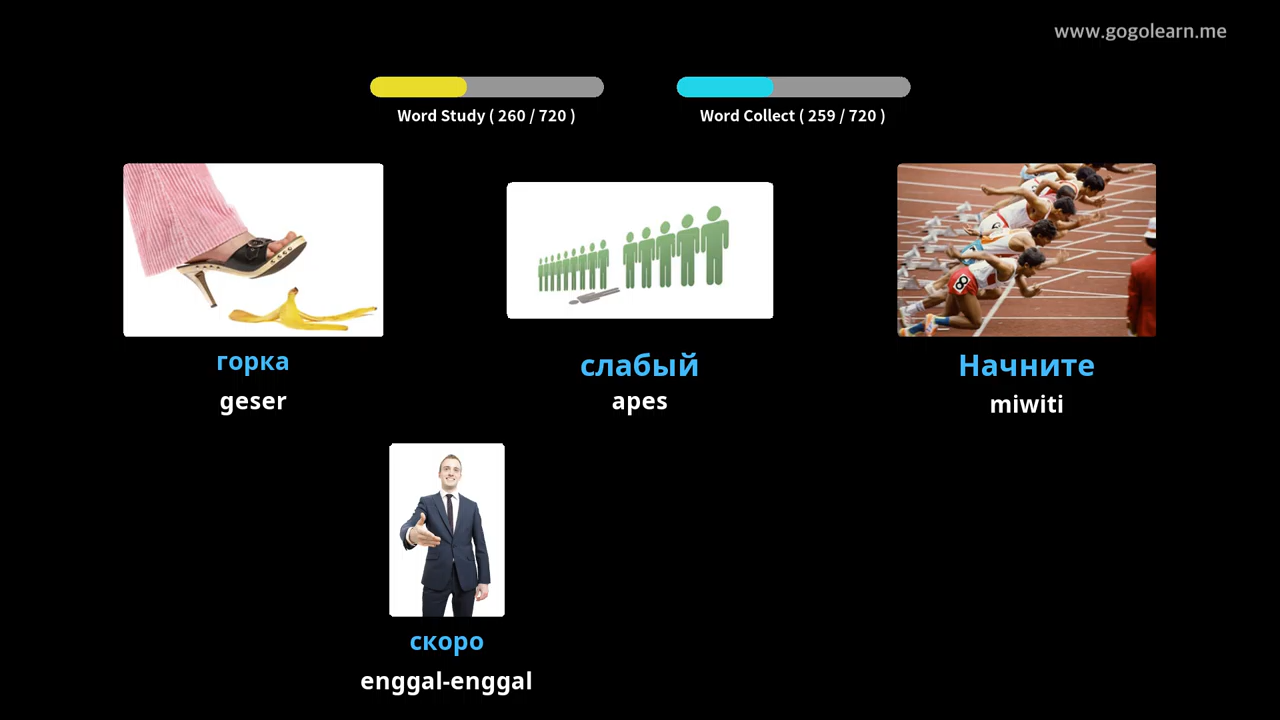 www.gogolearn.me
Word Study ( 260 / 720 )
Word Collect ( 259 / 720 )
горка
geser
слабый
apes
Начните
miwiti
8
скоро
enggal-enggal